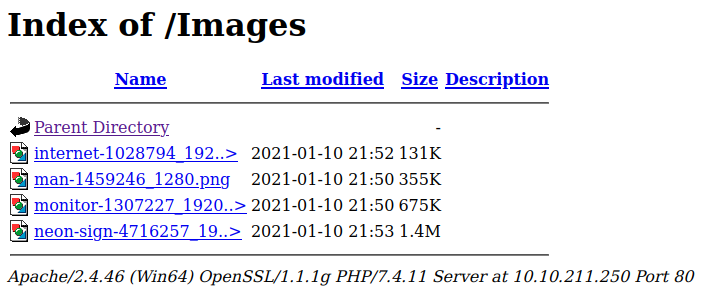 Index of /Images
Name Last modified Size Description
Parent Directory -
internet-1028794_192..> 2021-01-10 21:52 131K
man-1459246_1280.png 2021-01-10 21:50 355K
monitor-1307227_1920..> 2021-01-10 21:50 675K
neon-sign-4716257_19..> 2021-01-10 21:53 1.4M
Apache/2.4.46 (Win64) OpenSSL/1.1.1g PHP/7.4.11 Server at 10.10.211.250 Port 80